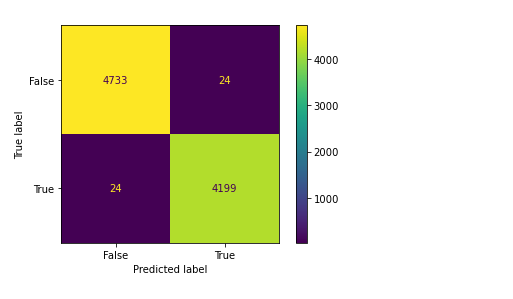 4733 24
24 4199
False
True
True label
False True
Predicted label
4000
3000
2000
1000